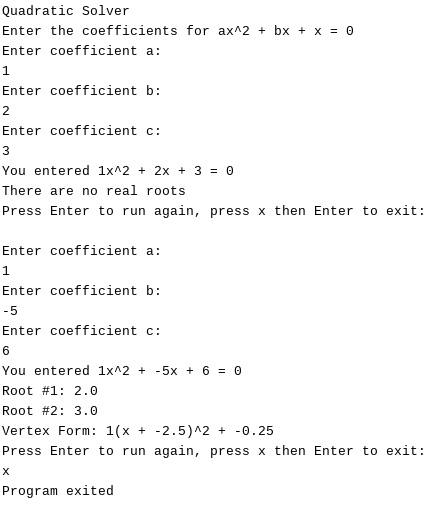 Quadratic Solver
Enter the coefficients for ax^2 + bx + x = 0
Enter coefficient a:
1
Enter coefficient b:
2
Enter coefficient c:
3
You entered 1x^2 + 2x + 3 = 0
There are no real roots
Press Enter to run again, press x then Enter to exit:
Enter coefficient a:
1
Enter coefficient b:
-5
Enter coefficient c:
6
You entered 1x^2 + -5x + 6 = 0
Root #1: 2.0
Root #2: 3.0
Vertex Form: 1(x + -2.5)^2 + -0.25
Press Enter to run again, press x then Enter to exit:
x
Program exited